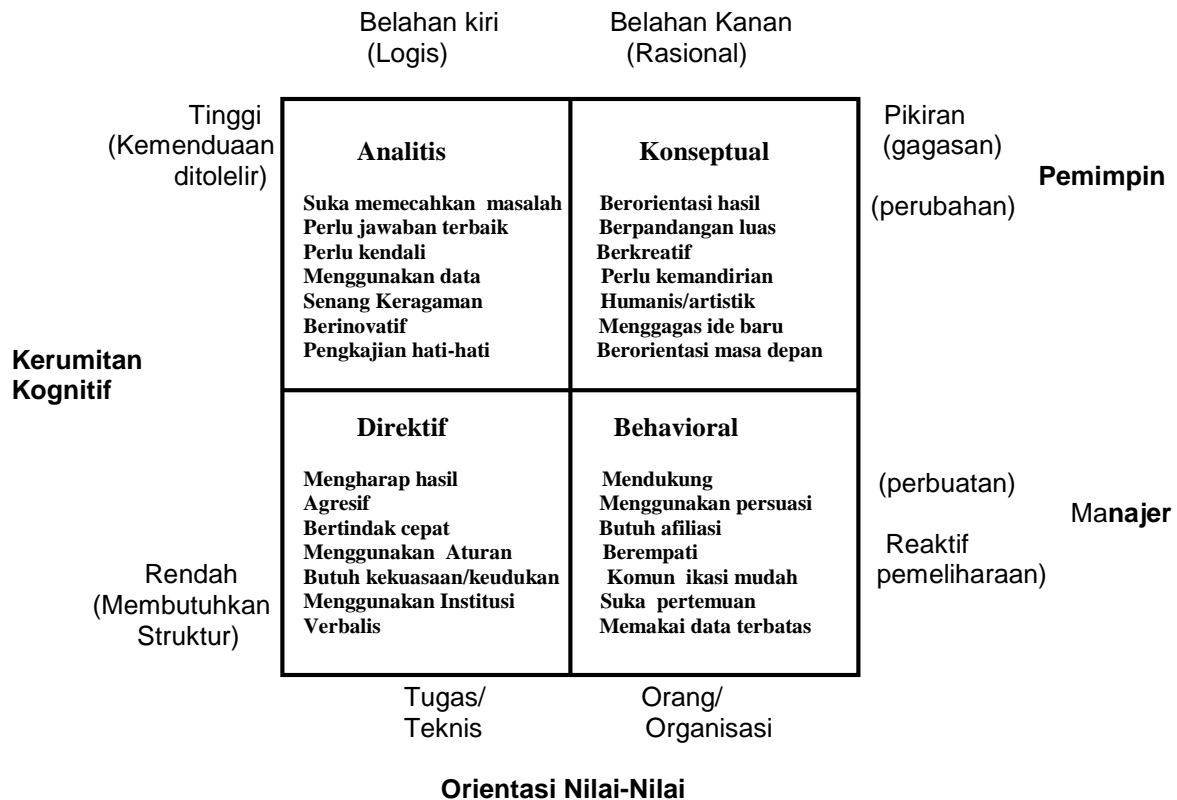 Belahan kiri
(Logis)
Belahan Kanan
(Rasional)
Tinggi
(Kemenduaan
ditolelir)
Analitis
Suka memecahkan masalah
Perlu jawaban terbaik
Perlu kendali
Menggunakan data
Senang Keragaman
Berinovatif
Pengkajian hati-hati
Konseptual
Berorientasi hasil
Berpandangan luas
Berkreatif
Perlu kemandirian
Humanis/artistik
Menggagas ide baru
Berorientasi masa depan
Pikiran
(gagasan)
(perubahan)
Pemimpin
Kerumitan
Kognitif
Rendah
(Membutuhkan
Struktur)
Direktif
Mengharap hasil
Agresif
Bertindak cepat
Menggunakan Aturan
Butuh kekuasaan/keudukan
Menggunakan Institusi
Verbalis
Behavioral
Mendukung
Menggunakan persuasi
Butuh afiliasi
Berempati
Komun ikasi mudah
Suka pertemuan
Memakai data terbatas
(perbuatan)
Reaktif
pemeliharaan)
Manajer
Tugas/
Teknis
Orang/
Organisasi
Orientasi Nilai-Nilai